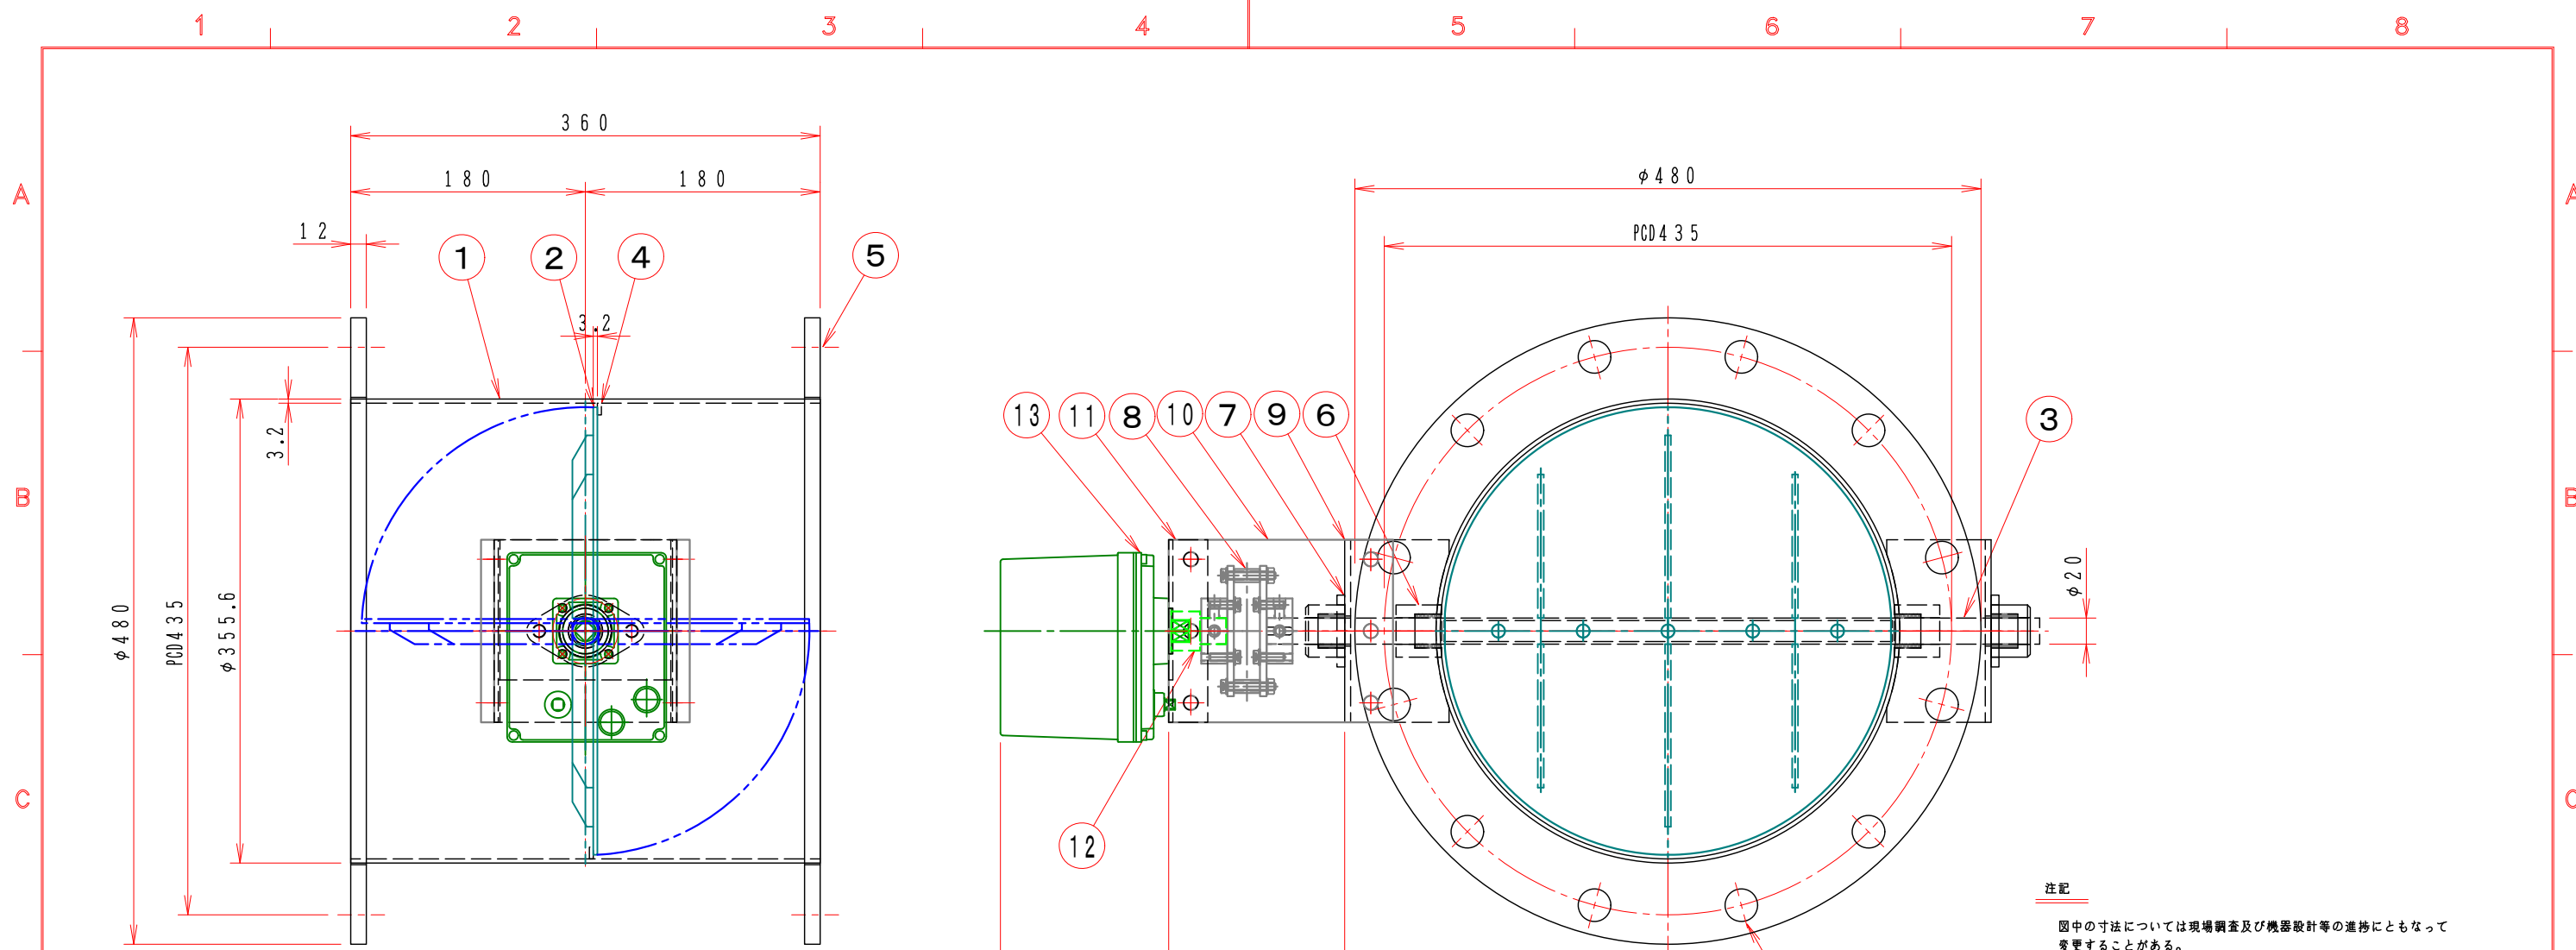 1 2 3 4 5 6 7 8
360
180 180
φ480
A A
PCD435
12
1 2 4 5
3.2
13 11 8 10 7 9 6
3
3.2
B B
φ20
φ480
PCD435
φ355.6
C C
12
注記
図中の寸法については現場調査及び機器設計等の進捗にともなって
変更することがある。